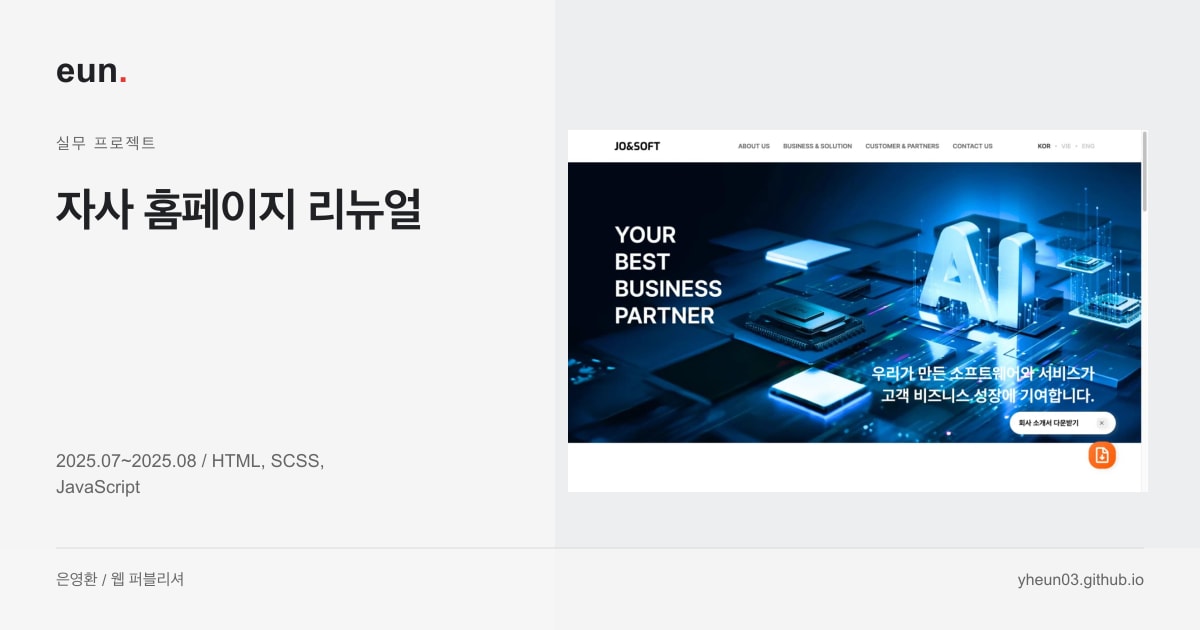 eun.
실무 프로젝트
자사 홈페이지 리뉴얼
JO&SOFT
ABOUT US
BUSINESS & SOLUTION
CUSTOMER & PARTNERS
CONTACT US
KOR • VIE • ENG
YOUR
BEST
BUSINESS
PARTNER
AI
우리가 만든 소프트웨어와 서비스가
고객 비즈니스 성장에 기여합니다.
회사 소개서 다운받기
2025.07~2025.08 / HTML, SCSS,
JavaScript
은영환 / 웹 퍼블리셔
yheun03.github.io